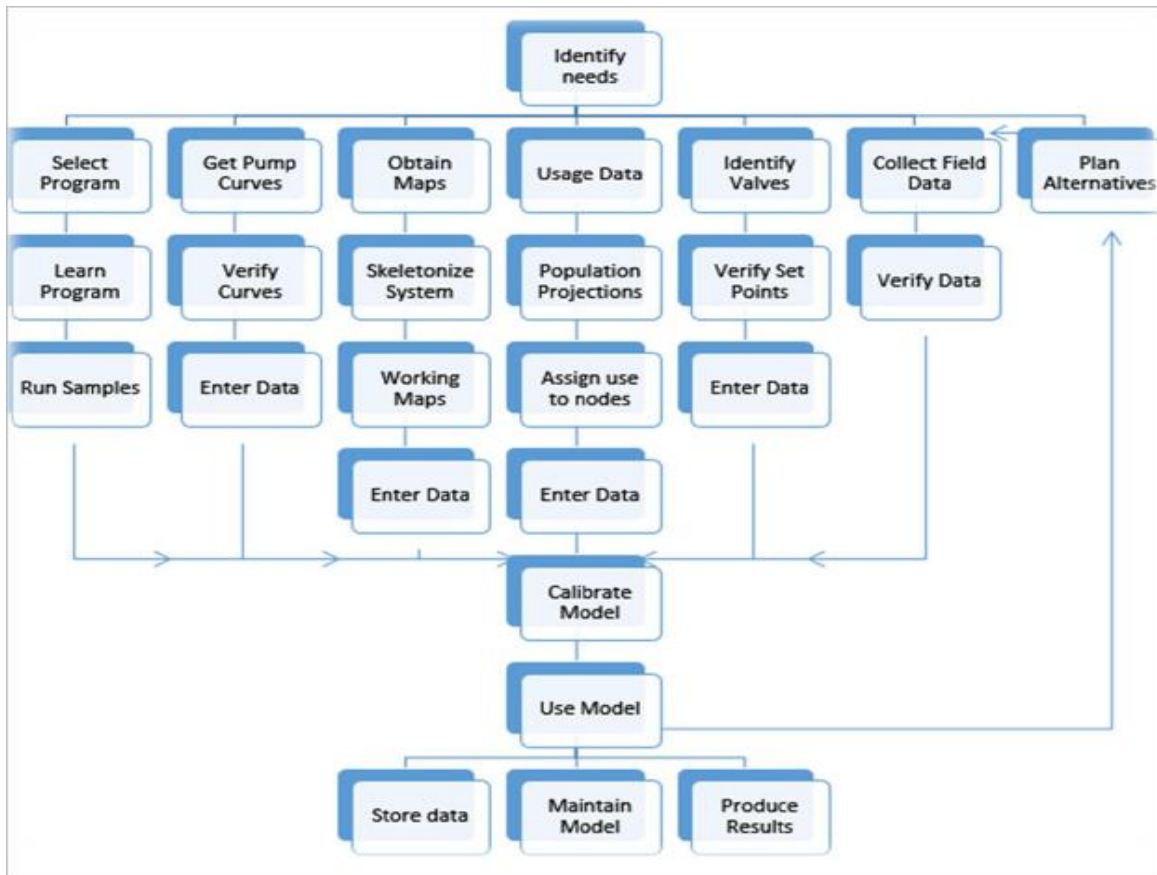 Identify
needs
Select
Program
Get Pump
Curves
Obtain
Maps
Usage Data
Identify
Valves
Collect Field
Data
Plan
Alternatives
Learn
Program
Verify
Curves
Skeletonize
System
Population
Projections
Verify Set
Points
Verify Data
Run Samples
Enter Data
Working
Maps
Assign use
to nodes
Enter Data
Enter Data
Enter Data
Calibrate
Model
Use Model
Store data
Maintain
Model
Produce
Results